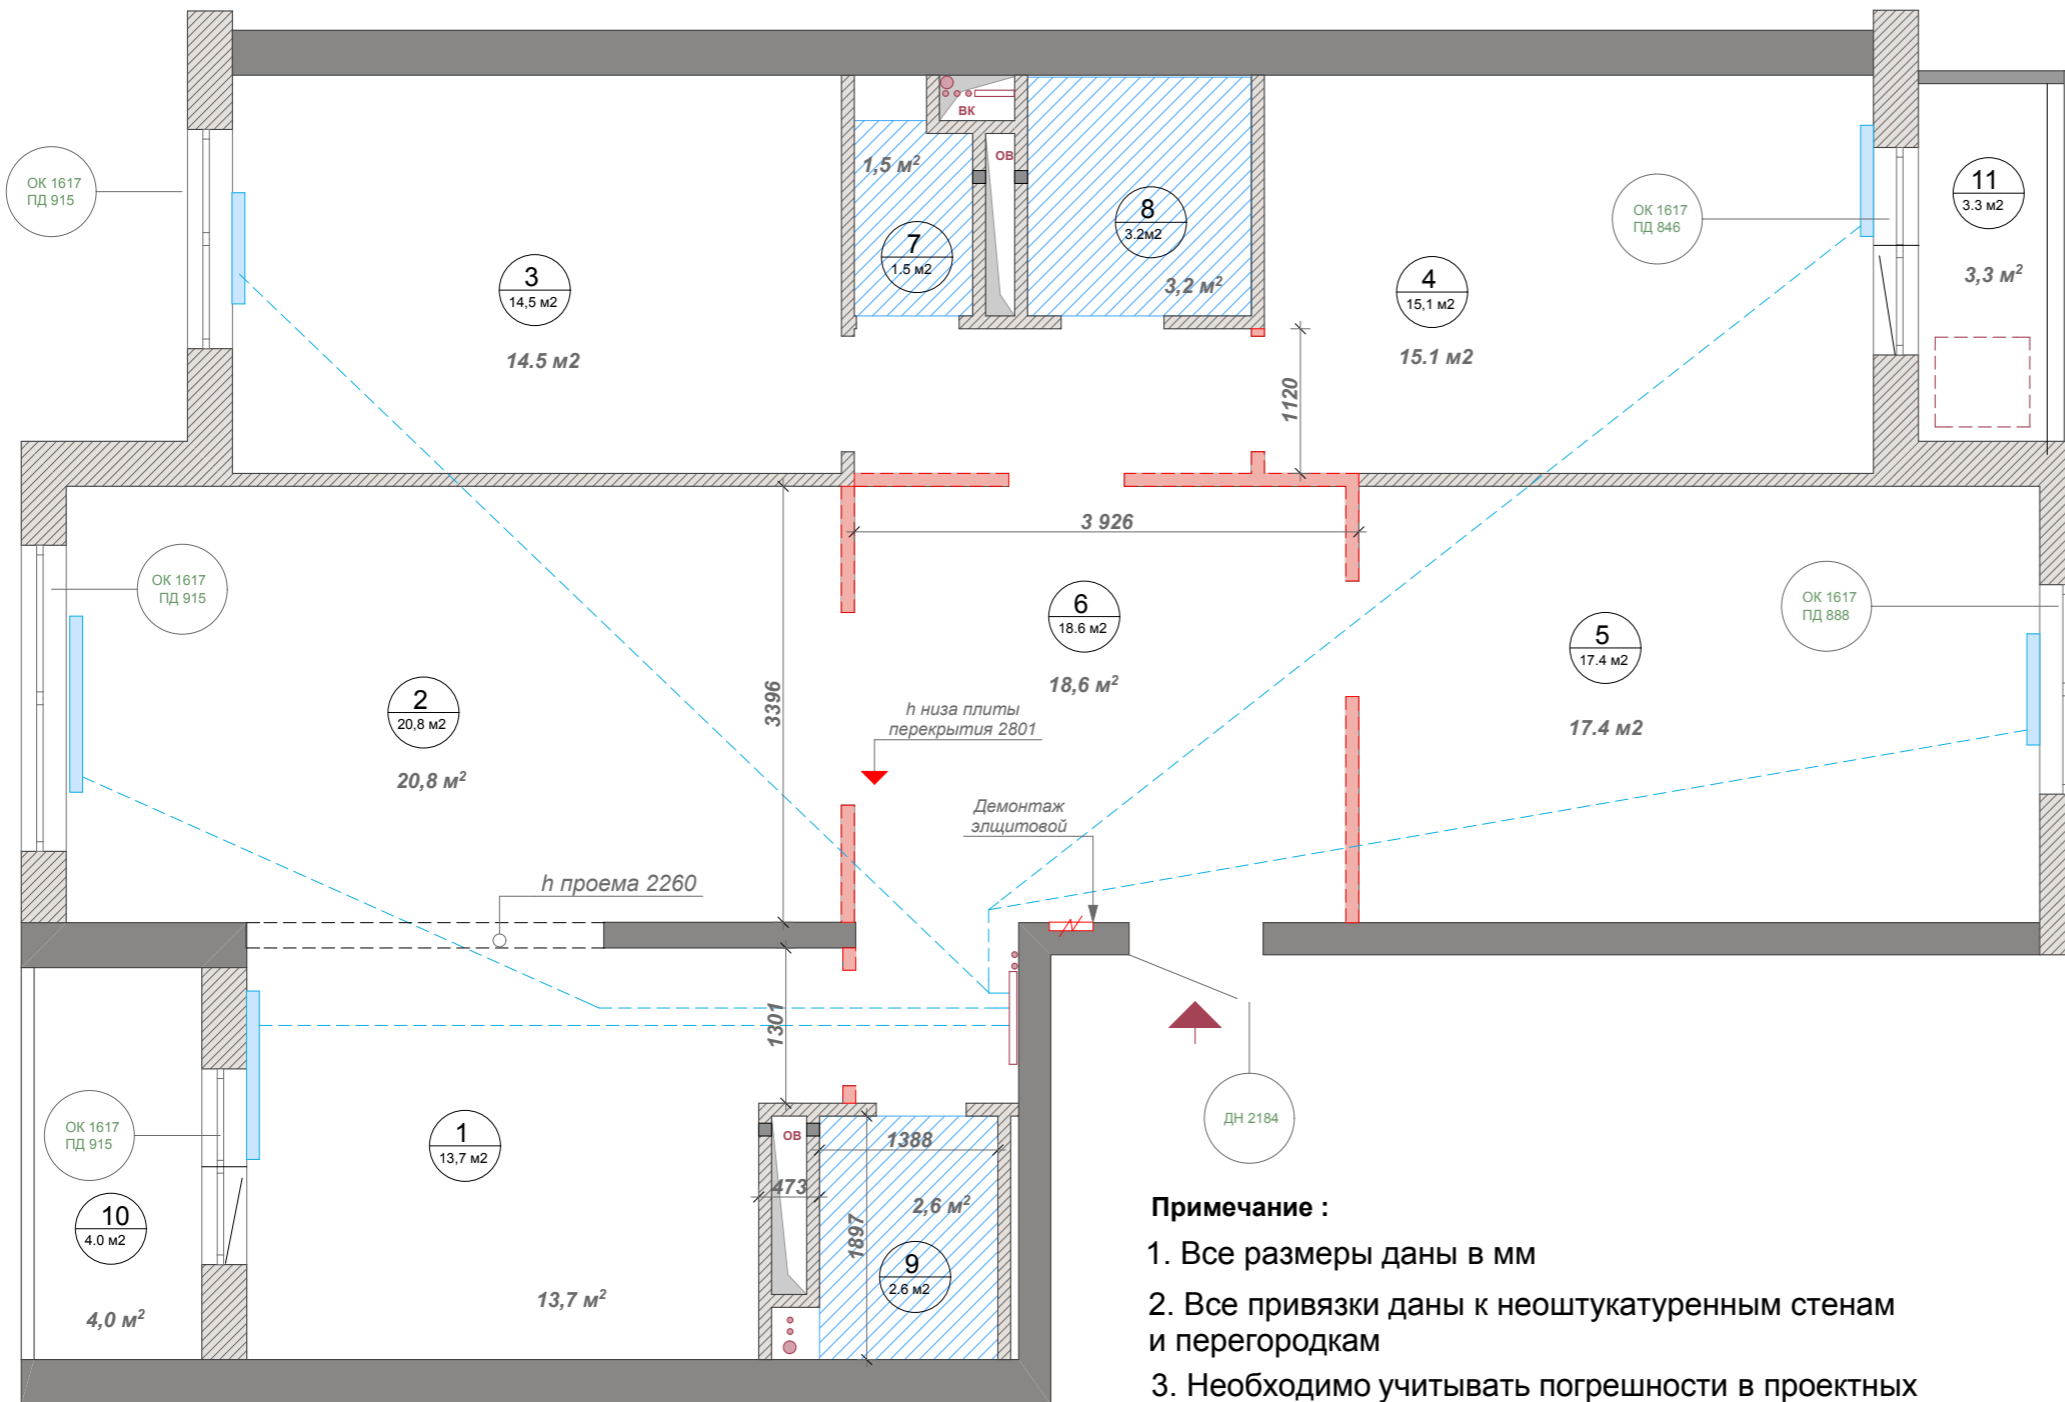 ВК
ОК 1617
ПД 915
1,5 м²
ОВ
7
1.5 м2
8
3.2м2
3,2 м²
ОК 1617
ПД 846
11
3.3 м2
3,3 м²
3
14,5 м2
14.5 м2
4
15,1 м2
15.1 м2
1120
3 926
ОК 1617
ПД 915
6
18.6 м2
18,6 м²
ОК 1617
ПД 888
5
17.4 м2
17.4 м2
2
20,8 м2
20,8 м²
3396
h низа плиты
перекрытия 2801
Демонтаж
элщитовой
h проема 2260
1301
ОК 1617
ПД 915
1
13,7 м2
13,7 м²
ОВ
1388
473
1897
2,6 м²
9
2.6 м2
10
4.0 м2
4,0 м²
ДН 2184
Примечание :
1. Все размеры даны в мм
2. Все привязки даны к неоштукатуренным стенам
и перегородкам
3. Необходимо учитывать погрешности в проектных